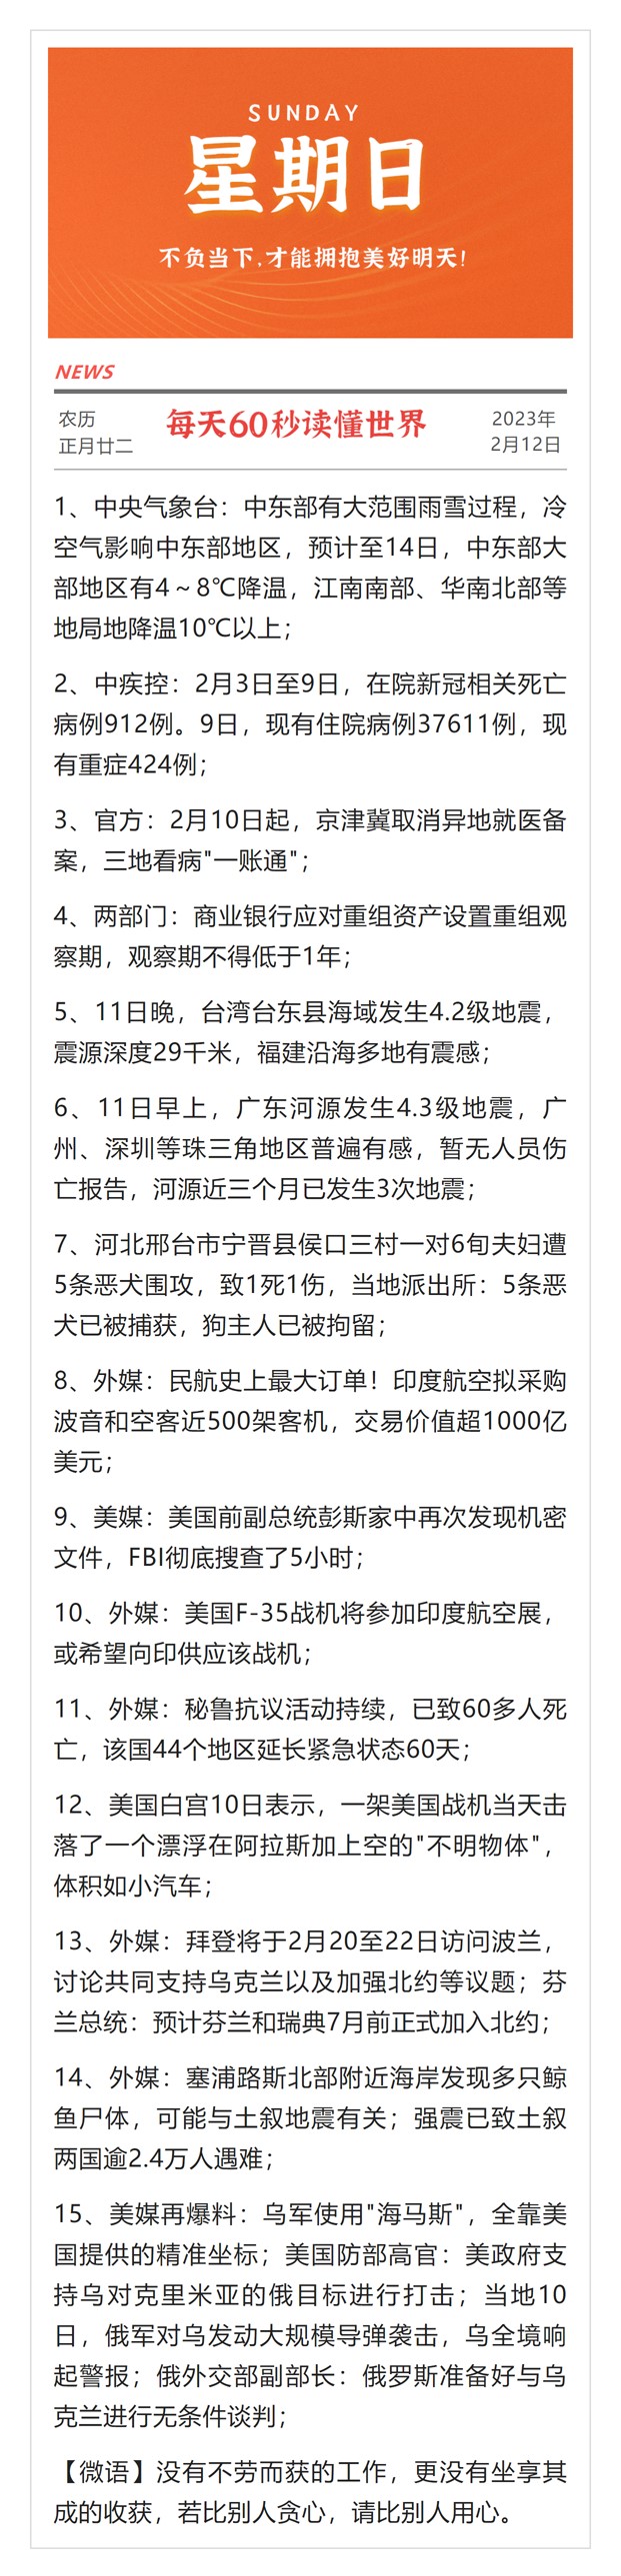 SUNDAY
星期日
不负当下,才能拥抱美好明天!
NEWS
农历
正月廿二
每天60秒读懂世界
2023年
2月12日
1、中央气象台：中东部有大范围雨雪过程，冷
空气影响中东部地区，预计至14日，中东部大
部地区有4～8℃降温，江南南部、华南北部等
地局地降温10℃以上；
2、中疾控：2月3日至9日，在院新冠相关死亡
病例912例。9日，现有住院病例37611例，现
有重症424例；
3、官方：2月10日起，京津冀取消异地就医备
案，三地看病"一账通"；
4、两部门：商业银行应对重组资产设置重组观
察期，观察期不得低于1年；
5、11日晚，台湾台东县海域发生4.2级地震，
震源深度29千米，福建沿海多地有震感；
6、11日早上，广东河源发生4.3级地震，广
州、深圳等珠三角地区普遍有感，暂无人员伤
亡报告，河源近三个月已发生3次地震；
7、河北邢台市宁晋县侯口三村一对6旬夫妇遭
5条恶犬围攻，致1死1伤，当地派出所：5条恶
犬已被捕获，狗主人已被拘留；
8、外媒：民航史上最大订单！印度航空拟采购
波音和空客近500架客机，交易价值超1000亿
美元；
9、美媒：美国前副总统彭斯家中再次发现机密
文件，FBI彻底搜查了5小时；
10、外媒：美国F-35战机将参加印度航空展，
或希望向印供应该战机；
11、外媒：秘鲁抗议活动持续，已致60多人死
亡，该国44个地区延长紧急状态60天；
12、美国白宫10日表示，一架美国战机当天击
落了一个漂浮在阿拉斯加上空的"不明物体"，
体积如小汽车；
13、外媒：拜登将于2月20至22日访问波兰，
讨论共同支持乌克兰以及加强北约等议题；芬
兰总统：预计芬兰和瑞典7月前正式加入北约；
14、外媒：塞浦路斯北部附近海岸发现多只鲸
鱼尸体，可能与土叙地震有关；强震已致土叙
两国逾2.4万人遇难；
15、美媒再爆料：乌军使用"海马斯"，全靠美
国提供的精准坐标；美国防部高官：美政府支
持乌对克里米亚的俄目标进行打击；当地10
日，俄军对乌发动大规模导弹袭击，乌全境响
起警报；俄外交部副部长：俄罗斯准备好与乌
克兰进行无条件谈判；
【微语】没有不劳而获的工作，更没有坐享其
成的收获，若比别人贪心，请比别人用心。